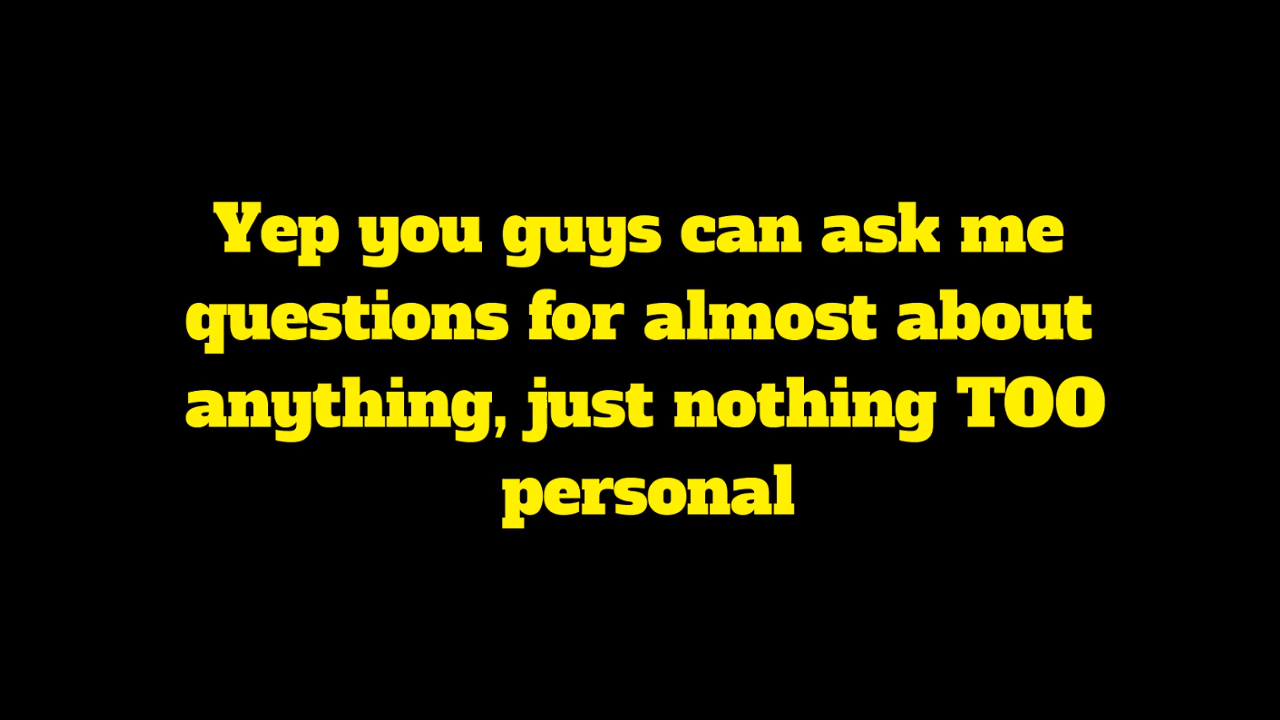 Yep you guys can ask me
questions for almost about
anything, just nothing TOO
personal